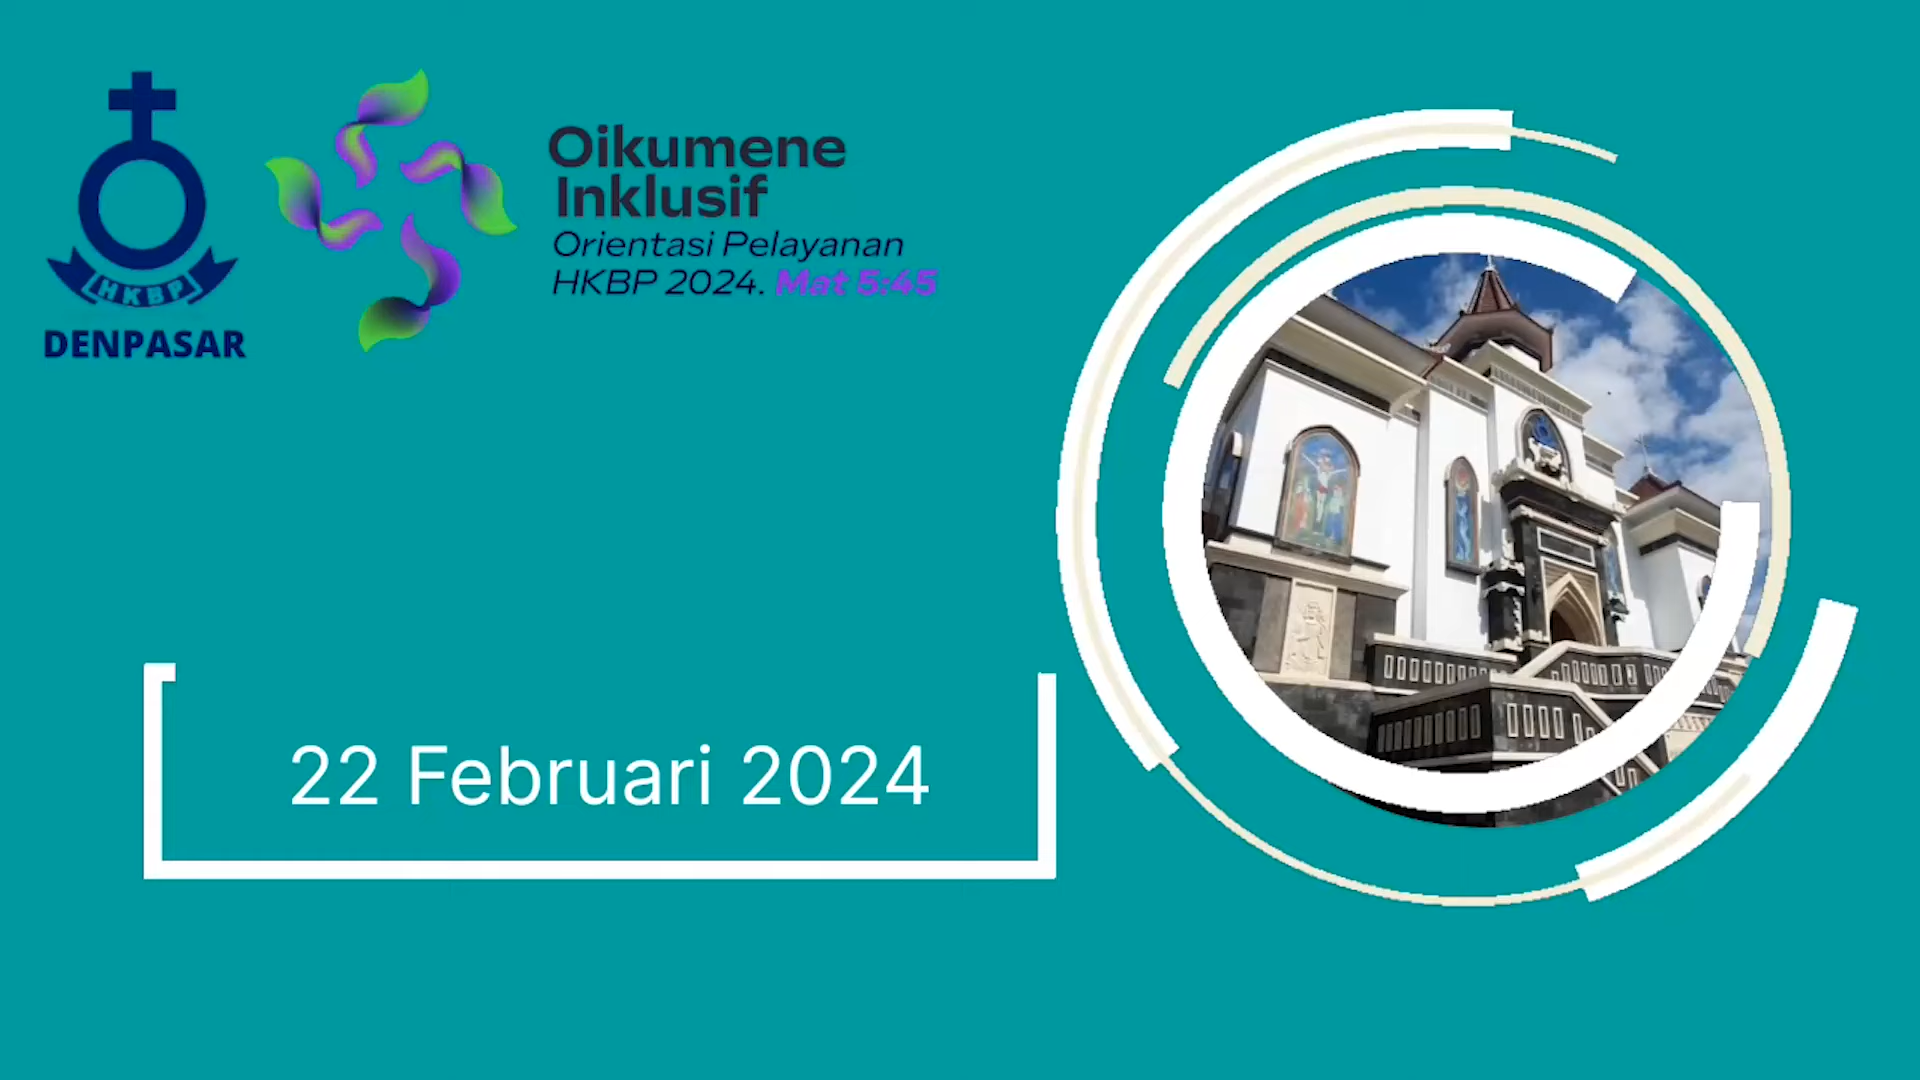 HKBP
DENPASAR
Oikumene
Inklusif
Orientasi Pelayanan
HKBP 2024. Mat 5:45
22 Februari 2024